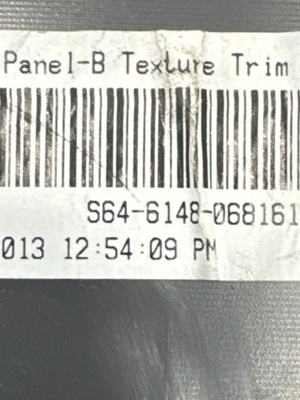 Panel-B Texture Trim
S64-6148-068161
013 12:54:09 PM